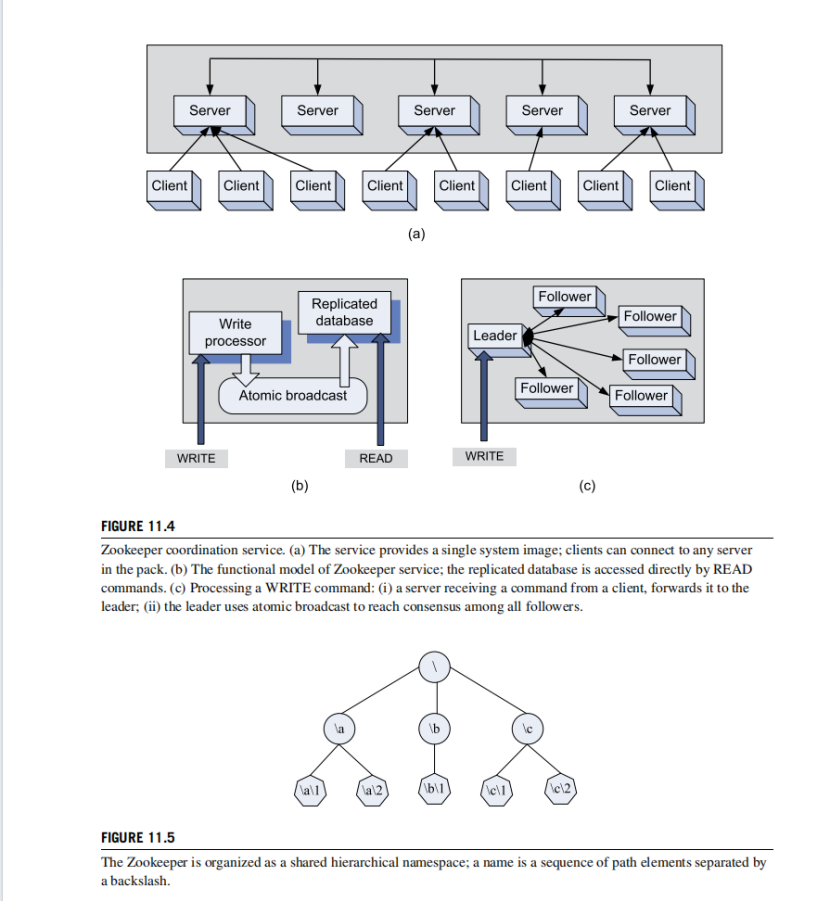 Server Server Server Server Server
Client Client Client Client Client Client Client Client
(a)
Replicated
database
Write
processor
Atomic broadcast
WRITE READ
(b)
Follower
Follower
Leader
Follower
Follower
Follower
WRITE
(c)
FIGURE 11.4
Zookeeper coordination service. (a) The service provides a single system image; clients can connect to any server
in the pack. (b) The functional model of Zookeeper service; the replicated database is accessed directly by READ
commands. (c) Processing a WRITE command: (i) a server receiving a command from a client, forwards it to the
leader; (ii) the leader uses atomic broadcast to reach consensus among all followers.
\
\a \b \c
\a\1 \a\2 \b\1 \c\1 \c\2
FIGURE 11.5
The Zookeeper is organized as a shared hierarchical namespace; a name is a sequence of path elements separated by
a backslash.